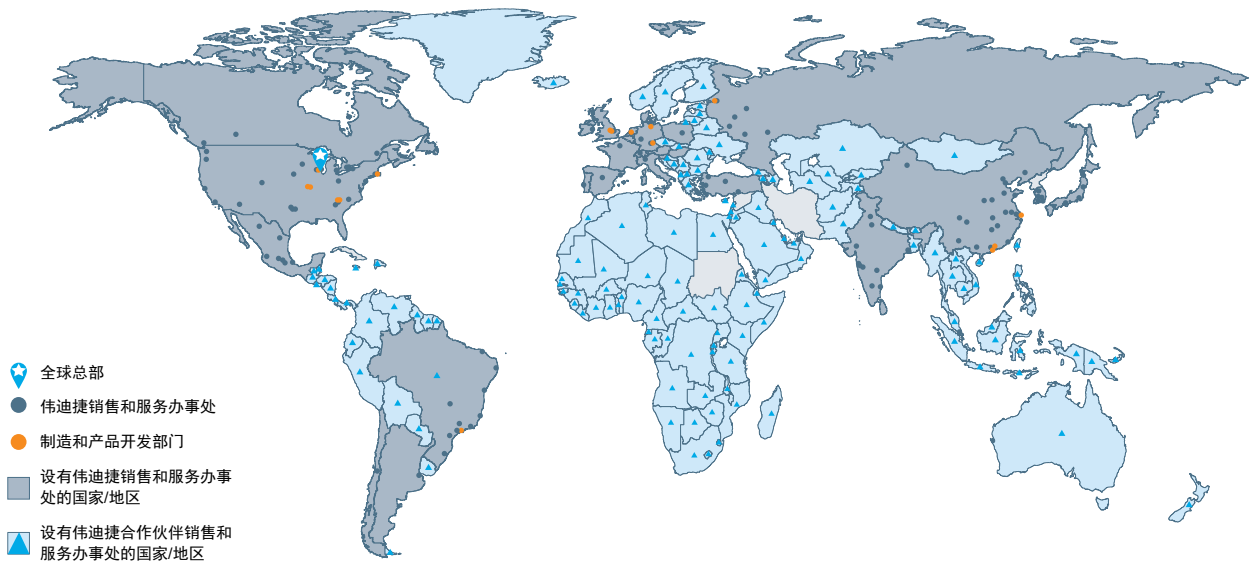 全球总部
伟迪捷销售和服务办事处
制造和产品开发部门
设有伟迪捷销售和服务办事
处的国家/地区
设有伟迪捷合作伙伴销售和
服务办事处的国家/地区